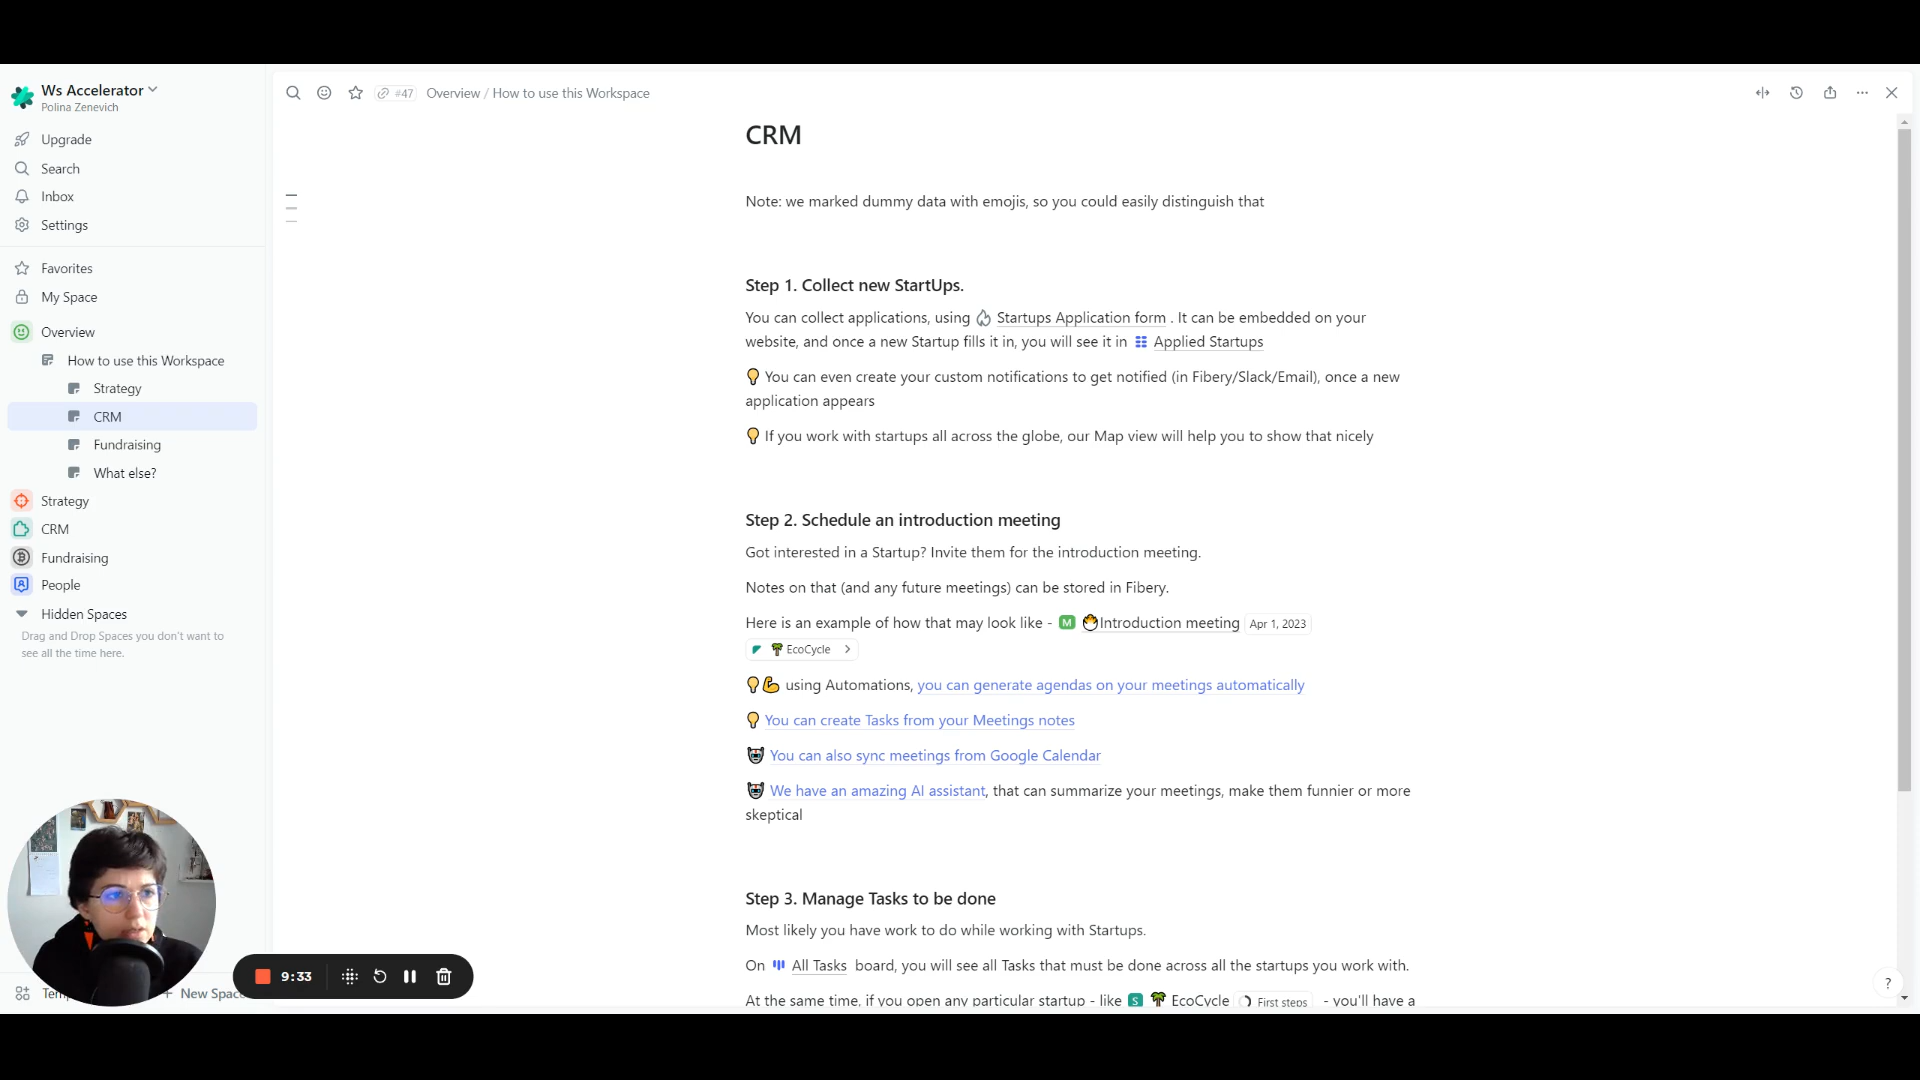 Ws Accelerator
Polina Zenevich
Upgrade
Search
Inbox
Settings
Favorites
My Space
Overview
How to use this Workspace
Strategy
CRM
Fundraising
What else?
Strategy
CRM
Fundraising
People
Hidden Spaces
Drag and Drop Spaces you don't want to
see all the time here.
New Space
9:33
#47 Overview / How to use this Workspace
CRM
Note: we marked dummy data with emojis, so you could easily distinguish that
Step 1. Collect new StartUps.
You can collect applications, using Startups Application form . It can be embedded on your
website, and once a new Startup fills it in, you will see it in Applied Startups
💡 You can even create your custom notifications to get notified (in Fibery/Slack/Email), once a new
application appears
💡 If you work with startups all across the globe, our Map view will help you to show that nicely
Step 2. Schedule an introduction meeting
Got interested in a Startup? Invite them for the introduction meeting.
Notes on that (and any future meetings) can be stored in Fibery.
Here is an example of how that may look like - M 🐣Introduction meeting Apr 1, 2023
🌴 EcoCycle
💡💪 using Automations, you can generate agendas on your meetings automatically
💡 You can create Tasks from your Meetings notes
🤖 You can also sync meetings from Google Calendar
🤖 We have an amazing AI assistant, that can summarize your meetings, make them funnier or more
skeptical
Step 3. Manage Tasks to be done
Most likely you have work to do while working with Startups.
On All Tasks board, you will see all Tasks that must be done across all the startups you work with.
At the same time, if you open any particular startup - like S 🌴 EcoCycle First steps - you'll have a
?